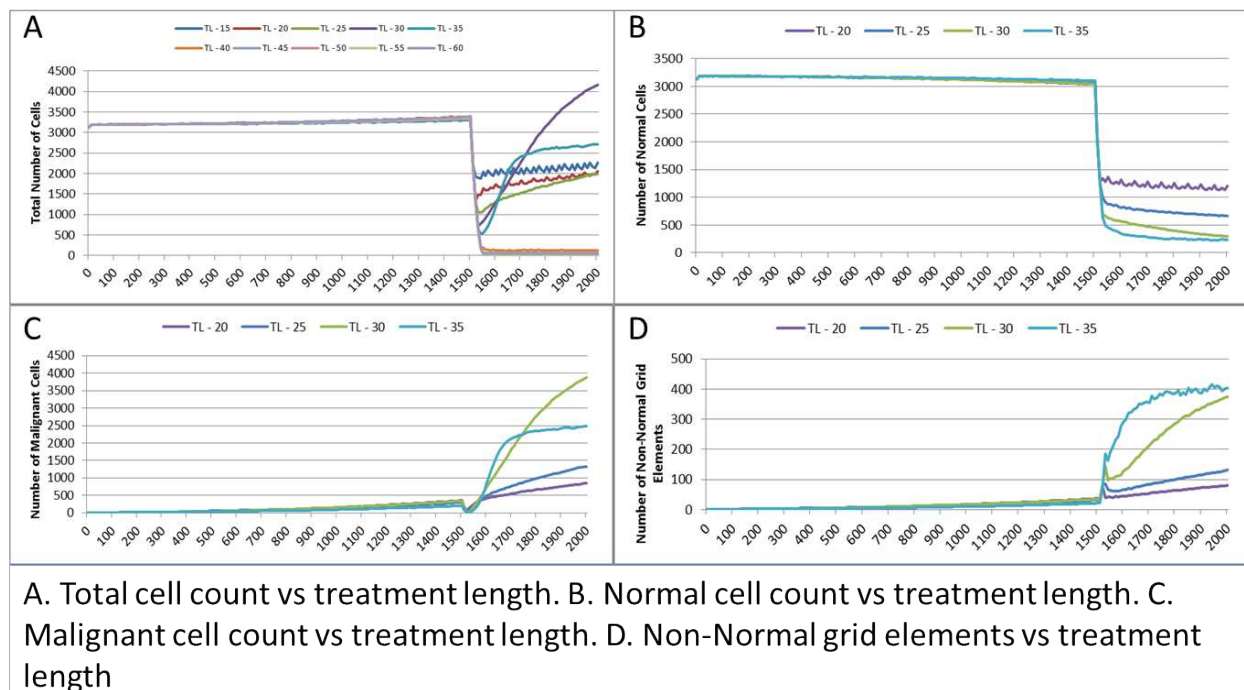 A
TL - 15 TL - 20 TL - 25 TL - 30 TL - 35
TL - 40 TL - 45 TL - 50 TL - 55 TL - 60
Total Number of Cells
4500
4000
3500
3000
2500
2000
1500
1000
500
0
0 100 200 300 400 500 600 700 800 900 1000 1100 1200 1300 1400 1500 1600 1700 1800 1900 2000
B
TL - 20 TL - 25 TL - 30 TL - 35
Number of Normal Cells
3500
3000
2500
2000
1500
1000
500
0
0 100 200 300 400 500 600 700 800 900 1000 1100 1200 1300 1400 1500 1600 1700 1800 1900 2000
C
TL - 20 TL - 25 TL - 30 TL - 35
Number of Malignant Cells
4500
4000
3500
3000
2500
2000
1500
1000
500
0
0 100 200 300 400 500 600 700 800 900 1000 1100 1200 1300 1400 1500 1600 1700 1800 1900 2000
D
TL - 20 TL - 25 TL - 30 TL - 35
Number of Non-Normal Grid
Elements
500
400
300
200
100
0
0 100 200 300 400 500 600 700 800 900 1000 1100 1200 1300 1400 1500 1600 1700 1800 1900 2000
A. Total cell count vs treatment length. B. Normal cell count vs treatment length. C.
Malignant cell count vs treatment length. D. Non-Normal grid elements vs treatment
length